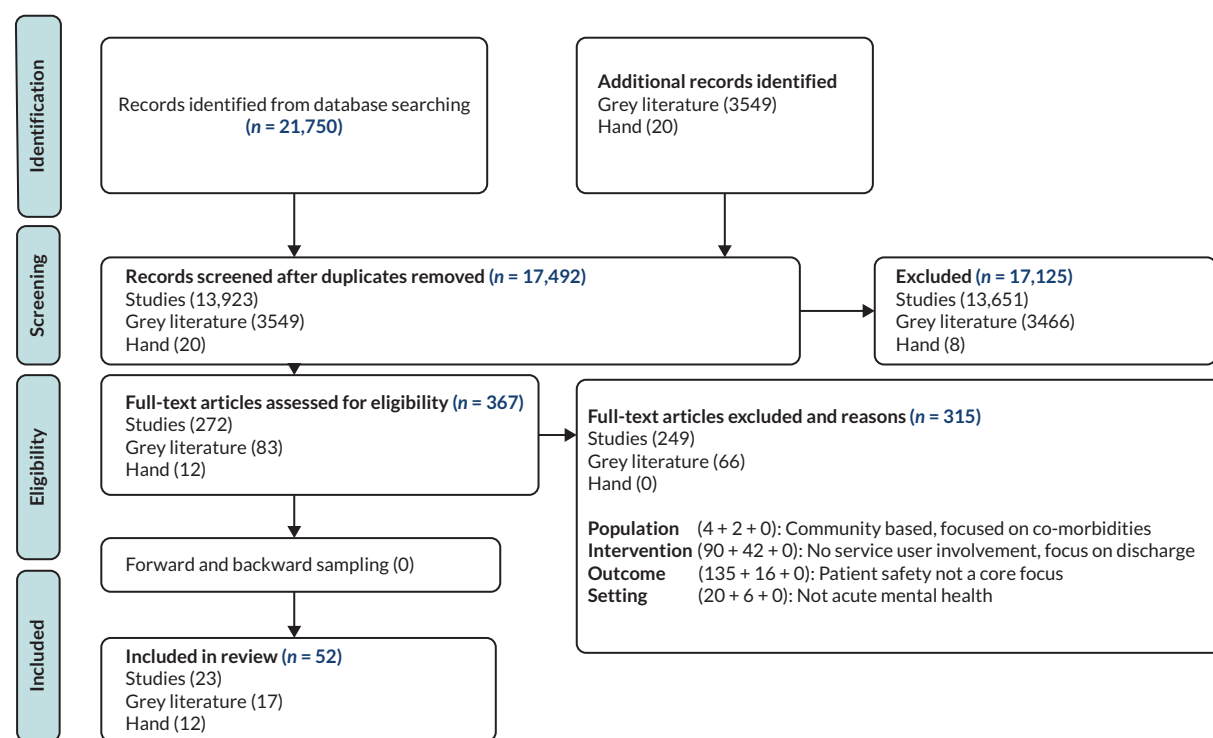 Identification
Records identified from database searching
(n = 21,750)
Additional records identified
Grey literature (3549)
Hand (20)
Screening
Records screened after duplicates removed (n = 17,492)
Studies (13,923)
Grey literature (3549)
Hand (20)
Excluded (n = 17,125)
Studies (13,651)
Grey literature (3466)
Hand (8)
Eligibility
Full-text articles assessed for eligibility (n = 367)
Studies (272)
Grey literature (83)
Hand (12)
Full-text articles excluded and reasons (n = 315)
Studies (249)
Grey literature (66)
Hand (0)
Population (4 + 2 + 0): Community based, focused on co-morbidities
Intervention (90 + 42 + 0): No service user involvement, focus on discharge
Outcome (135 + 16 + 0): Patient safety not a core focus
Setting (20 + 6 + 0): Not acute mental health
Forward and backward sampling (0)
Included
Included in review (n = 52)
Studies (23)
Grey literature (17)
Hand (12)